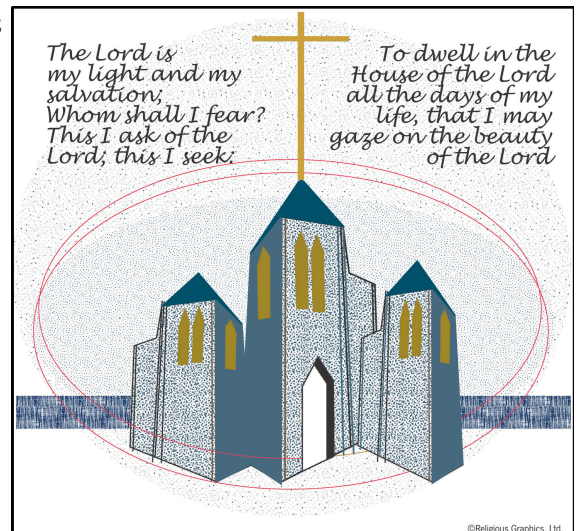 s
The Lord is
my light and my
salvation;
Whom shall I fear?
This I ask of the
Lord; this I seek:
To dwell in the
House of the Lord
all the days of my
life, that I may
gaze on the beauty
of the Lord
©Religious Graphics, Ltd